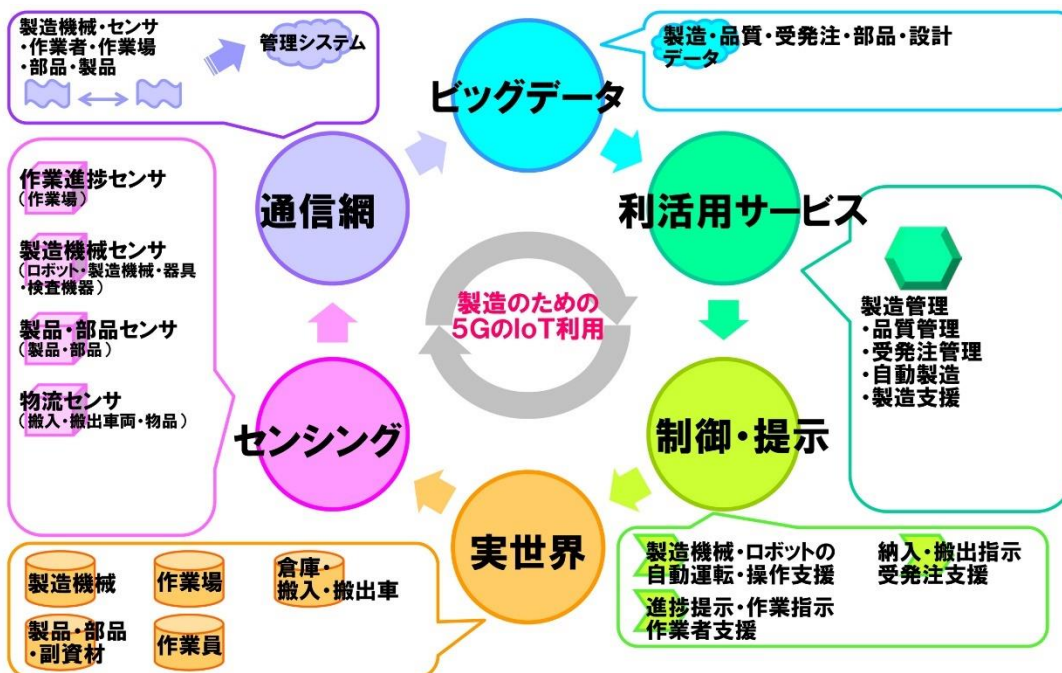 製造機械・センサ
・作業者・作業場
・部品・製品
管理システム
ビッグデータ
製造・品質・受発注・部品・設計
データ
通信網
利活用サービス
作業進捗センサ
（作業場）
製造機械センサ
（ロボット・製造機械・器具
・検査機器）
製品・部品センサ
（製品・部品）
物流センサ
（搬入・搬出車両・物品）
製造のための
5GのIoT利用
製造管理
・品質管理
・受発注管理
・自動製造
・製造支援
センシング
制御・提示
実世界
製造機械
作業場
倉庫・
搬入・搬出車
製品・部品
・副資材
作業員
製造機械・ロボットの
自動運転・操作支援
進捗提示・作業指示
作業者支援
納入・搬出指示
受発注支援